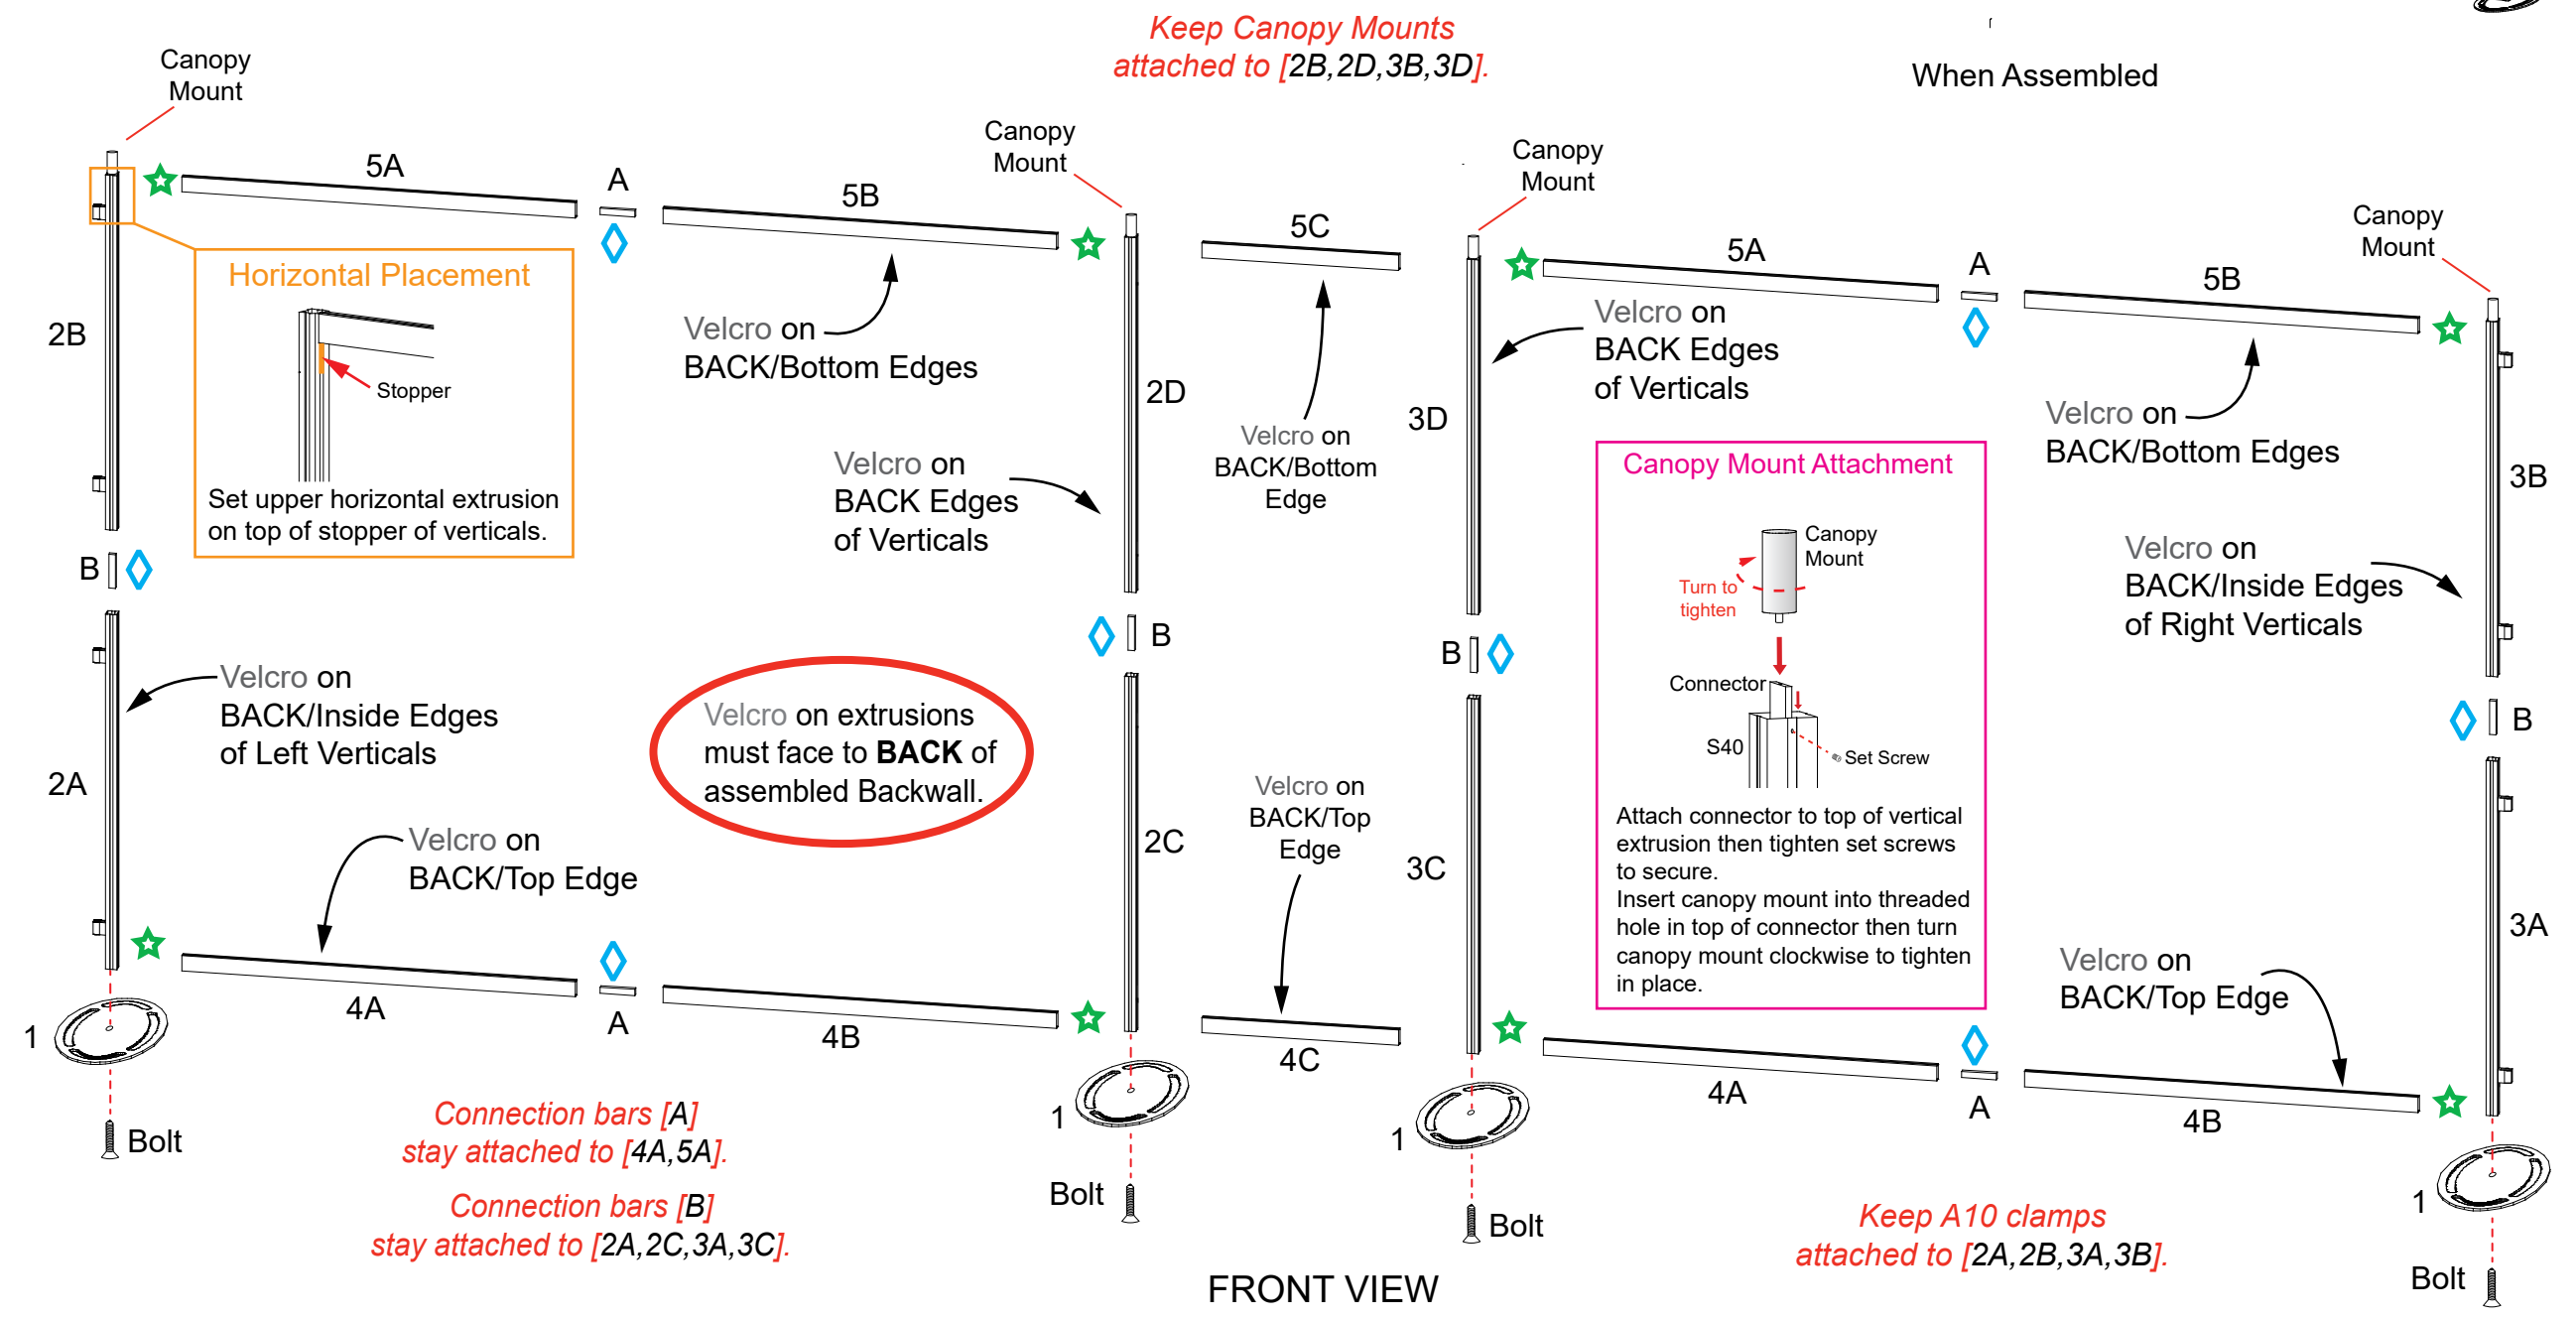 Keep Canopy Mounts
attached to [2B,2D,3B,3D].
When Assembled
Canopy
Mount
5A
A
5B
Canopy
Mount
5C
Canopy
Mount
5A
A
5B
Canopy
Mount
Horizontal Placement
Stopper
Set upper horizontal extrusion
on top of stopper of verticals.
2B
Velcro on
BACK/Bottom Edges
Velcro on
BACK Edges
of Verticals
2D
Velcro on
BACK/Bottom
Edge
3D
Velcro on
BACK Edges
of Verticals
Velcro on
BACK/Bottom Edges
3B
Velcro on
BACK/Inside Edges
of Right Verticals
Canopy Mount Attachment
Canopy
Mount
Turn to
tighten
Connector
S40
Set Screw
Attach connector to top of vertical
extrusion then tighten set screws
to secure.
Insert canopy mount into threaded
hole in top of connector then turn
canopy mount clockwise to tighten
in place.
B
B
B
B
Velcro on
BACK/Inside Edges
of Left Verticals
2A
Velcro on extrusions
must face to BACK of
assembled Backwall.
Velcro on
BACK/Top Edge
2C
Velcro on
BACK/Top
Edge
3C
Velcro on
BACK/Top Edge
3A
4A
A
4B
4C
4A
A
4B
1
Bolt
1
Bolt
1
Bolt
1
Bolt
Connection bars [A]
stay attached to [4A,5A].
Connection bars [B]
stay attached to [2A,2C,3A,3C].
Keep A10 clamps
attached to [2A,2B,3A,3B].
FRONT VIEW